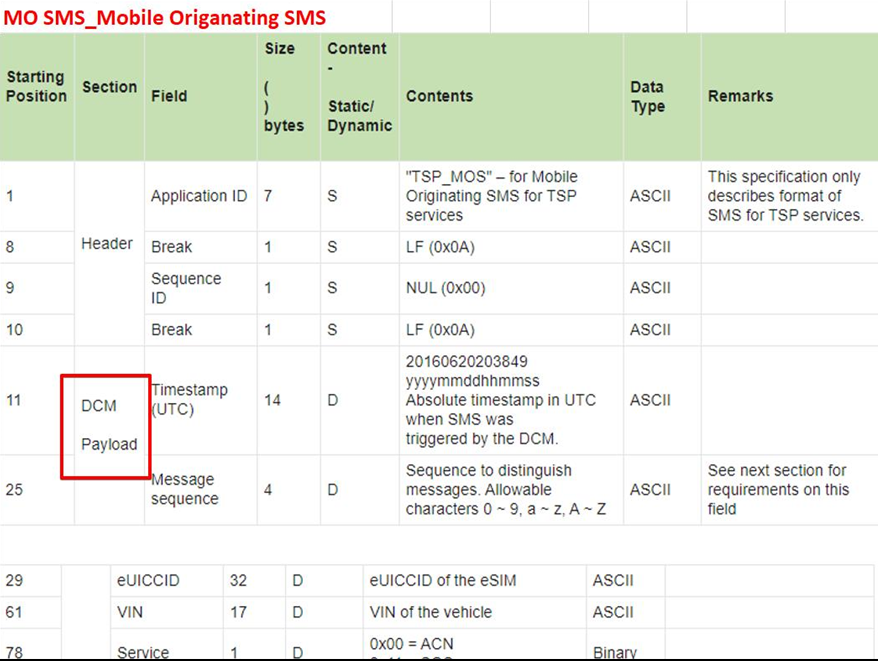 MO SMS_Mobile Origanating SMS
Starting Position Section Field Size ( ) bytes Content - Static/ Dynamic Contents Data Type Remarks
1 Header Application ID 7 S "TSP_MOS" – for Mobile Originating SMS for TSP services ASCII This specification only describes format of SMS for TSP services.
8 Break 1 S LF (0x0A) ASCII
9 Sequence ID 1 S NUL (0x00) ASCII
10 Break 1 S LF (0x0A) ASCII
11 DCM Payload Timestamp (UTC) 14 D 20160620203849 yyyymmddhhmmss Absolute timestamp in UTC when SMS was triggered by the DCM. ASCII
25 Message sequence 4 D Sequence to distinguish messages. Allowable characters 0 ~ 9, a ~ z, A ~ Z ASCII See next section for requirements on this field
29 eUICCID 32 D eUICCID of the eSIM ASCII
61 VIN 17 D VIN of the vehicle ASCII
78 Service 1 D 0x00 = ACN Binary